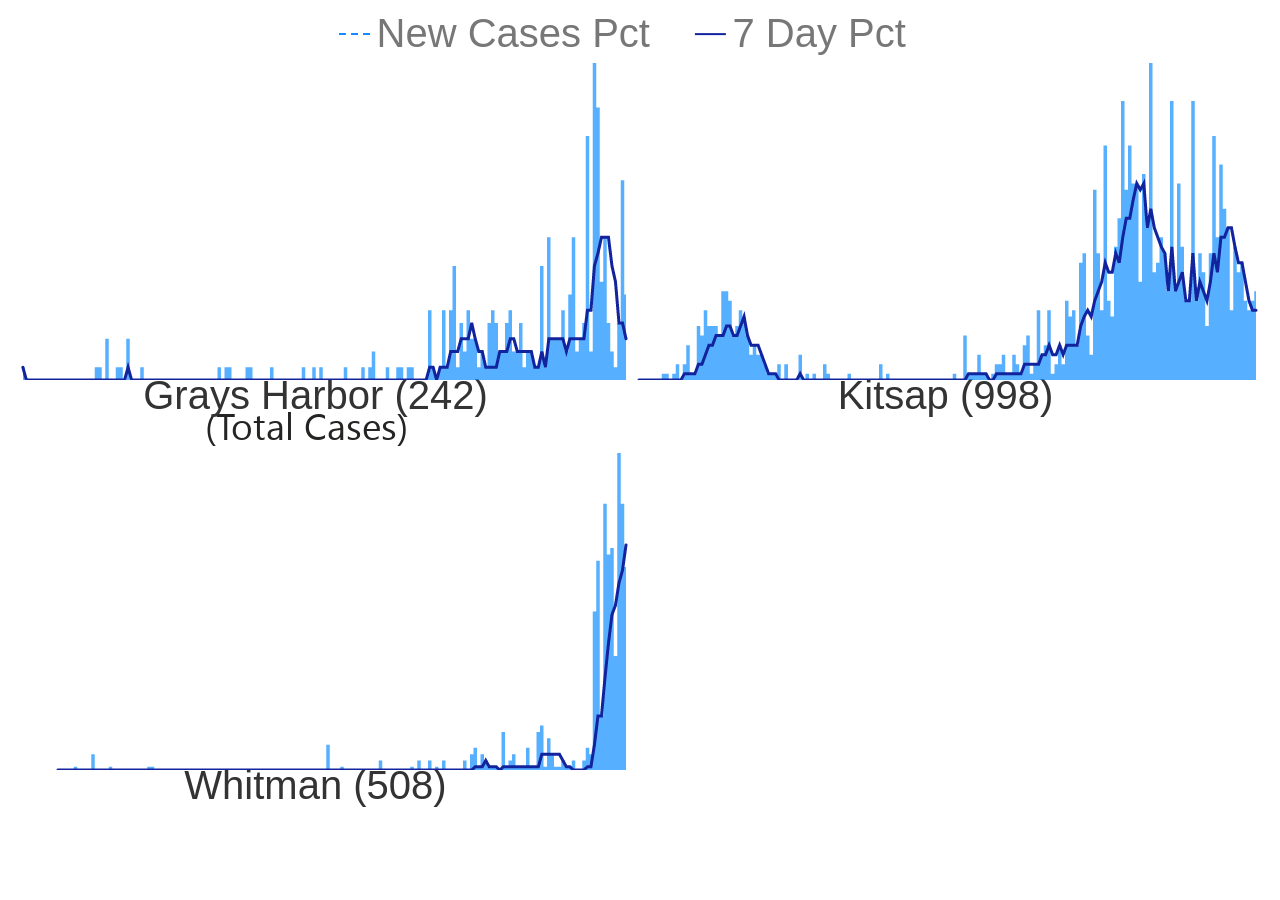 New Cases Pct 7 Day Pct
Grays Harbor (242)
(Total Cases)
Kitsap (998)
Whitman (508)